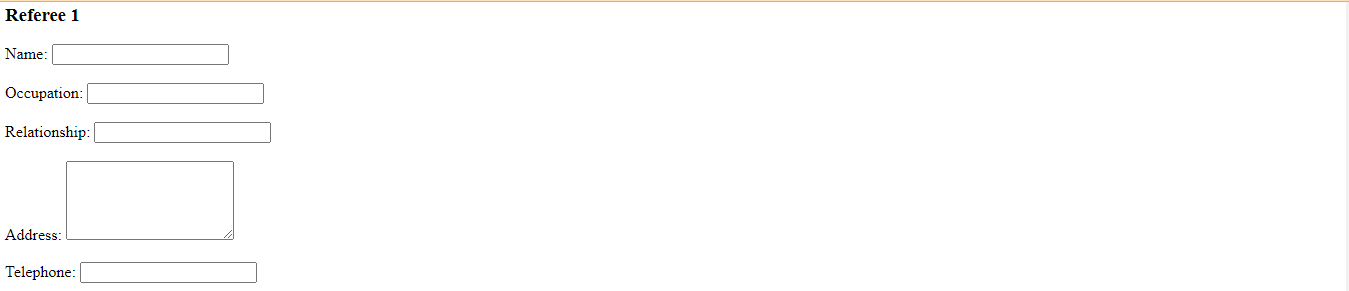 Referee 1
Name:
Occupation:
Relationship:
Address:
Telephone: